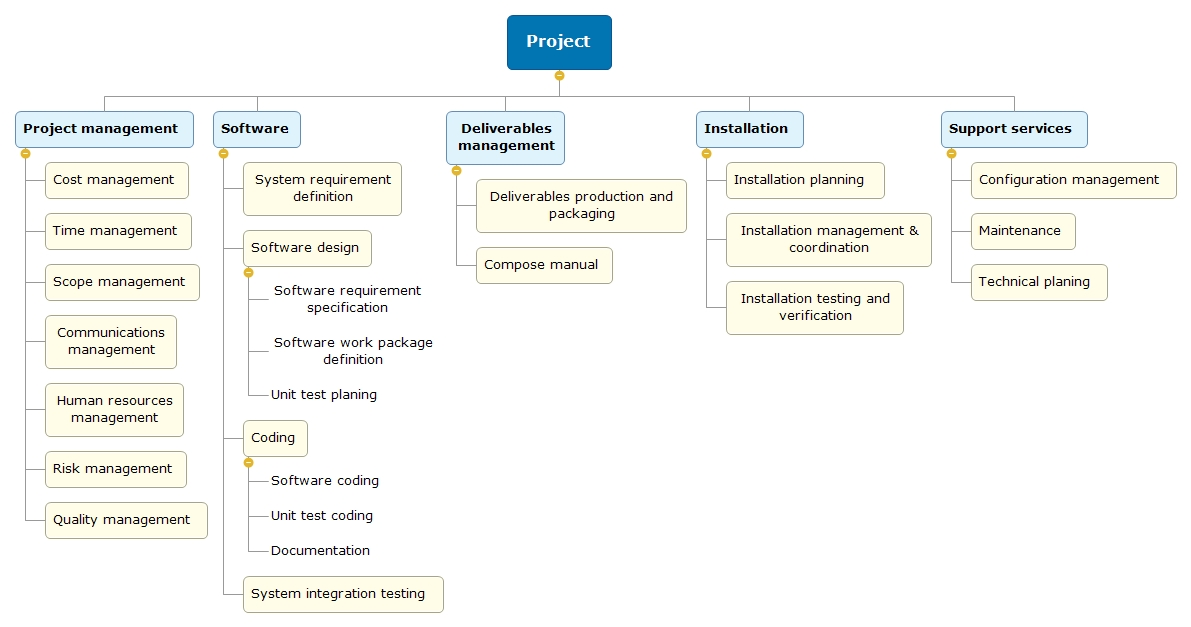 Project
Project management
Cost management
Time management
Scope management
Communications
management
Human resources
management
Risk management
Quality management
Software
System requirement
definition
Software design
Software requirement
specification
Software work package
definition
Unit test planing
Coding
Software coding
Unit test coding
Documentation
System integration testing
Deliverables
management
Deliverables production and
packaging
Compose manual
Installation
Installation planning
Installation management &
coordination
Installation testing and
verification
Support services
Configuration management
Maintenance
Technical planing